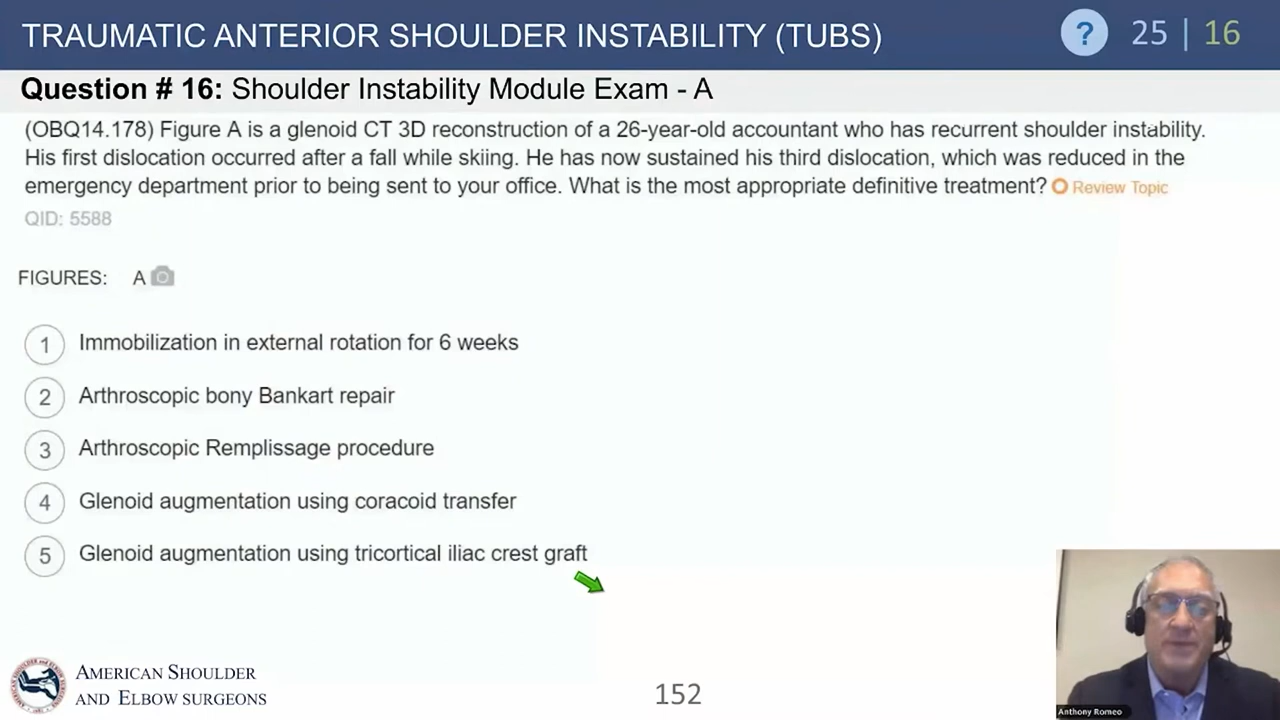 TRAUMATIC ANTERIOR SHOULDER INSTABILITY (TUBS)
? 25 | 16
Question # 16: Shoulder Instability Module Exam - A
(OBQ14.178) Figure A is a glenoid CT 3D reconstruction of a 26-year-old accountant who has recurrent shoulder instability.
His first dislocation occurred after a fall while skiing. He has now sustained his third dislocation, which was reduced in the
emergency department prior to being sent to your office. What is the most appropriate definitive treatment? Review Topic
QID: 5588
FIGURES: A
1 Immobilization in external rotation for 6 weeks
2 Arthroscopic bony Bankart repair
3 Arthroscopic Remplissage procedure
4 Glenoid augmentation using coracoid transfer
5 Glenoid augmentation using tricortical iliac crest graft
AMERICAN SHOULDER
AND ELBOW SURGEONS
152
Anthony Romeo